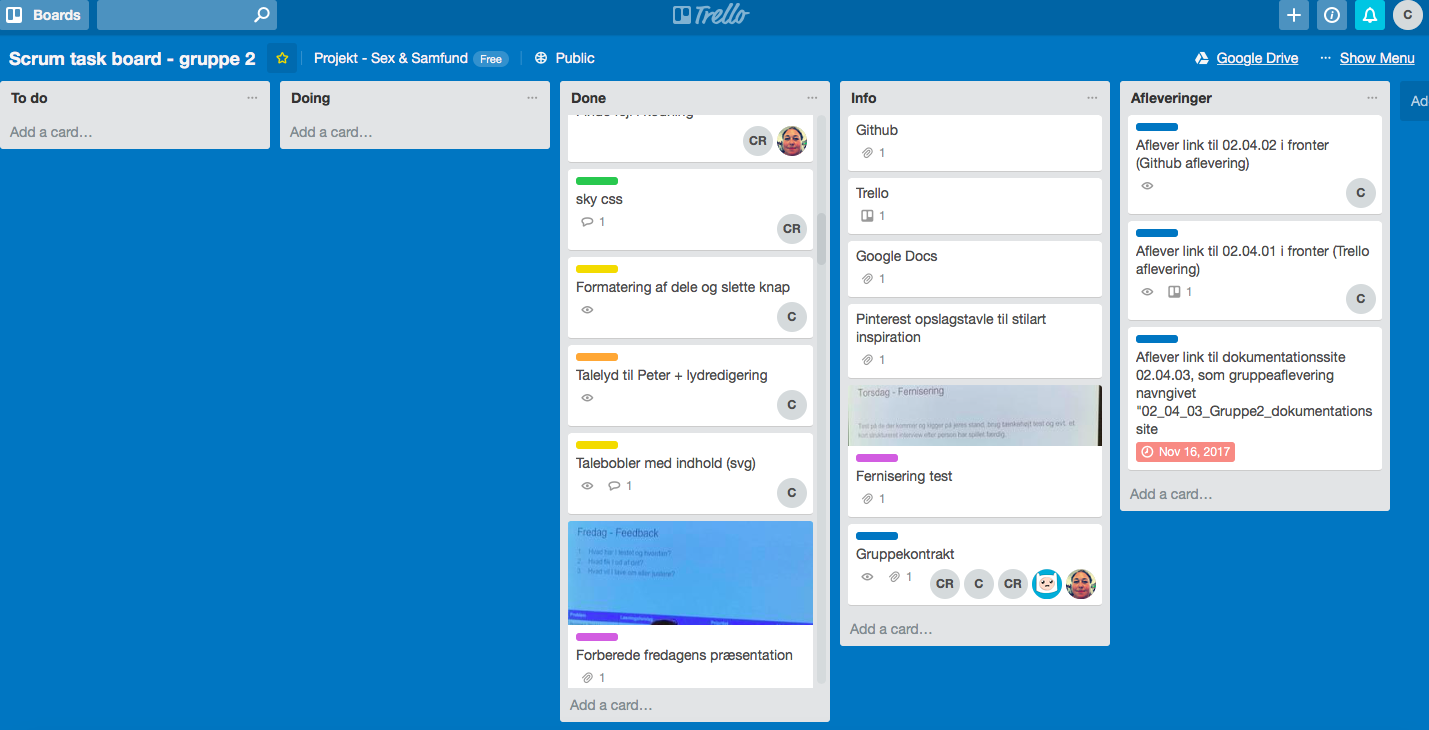 Boards
Trello
C
Scrum task board - gruppe 2
Projekt - Sex & Samfund
Free
Public
Google Drive
Show Menu
To do
Add a card…
Doing
Add a card…
Done
CR
sky css
1
CR
Formatering af dele og slette knap
C
Talelyd til Peter + lydredigering
C
Talebobler med indhold (svg)
1
C
Fredag - Feedback
1. Hvad har I testet og hvordan?
2. Hvad fik I ud af det?
3. Hvad vil I lave om eller justere?
Forberede fredagens præsentation
1
Add a card…
Info
Github
1
Trello
1
Google Docs
1
Pinterest opslagstavle til stilart
inspiration
1
Torsdag - Fernisering
Test på de der kommer og kigger på jeres stand, brug tænkehøjt test og evt. et
kort struktureret interview efter person har spillet færdig.
Fernisering test
1
Gruppekontrakt
1
CR
C
CR
Add a card…
Afleveringer
Aflever link til 02.04.02 i fronter
(Github aflevering)
C
Aflever link til 02.04.01 i fronter (Trello
aflevering)
1
C
Aflever link til dokumentationssite
02.04.03, som gruppeaflevering
navngivet
"02_04_03_Gruppe2_dokumentations
site
Nov 16, 2017
Add a card…
Ad